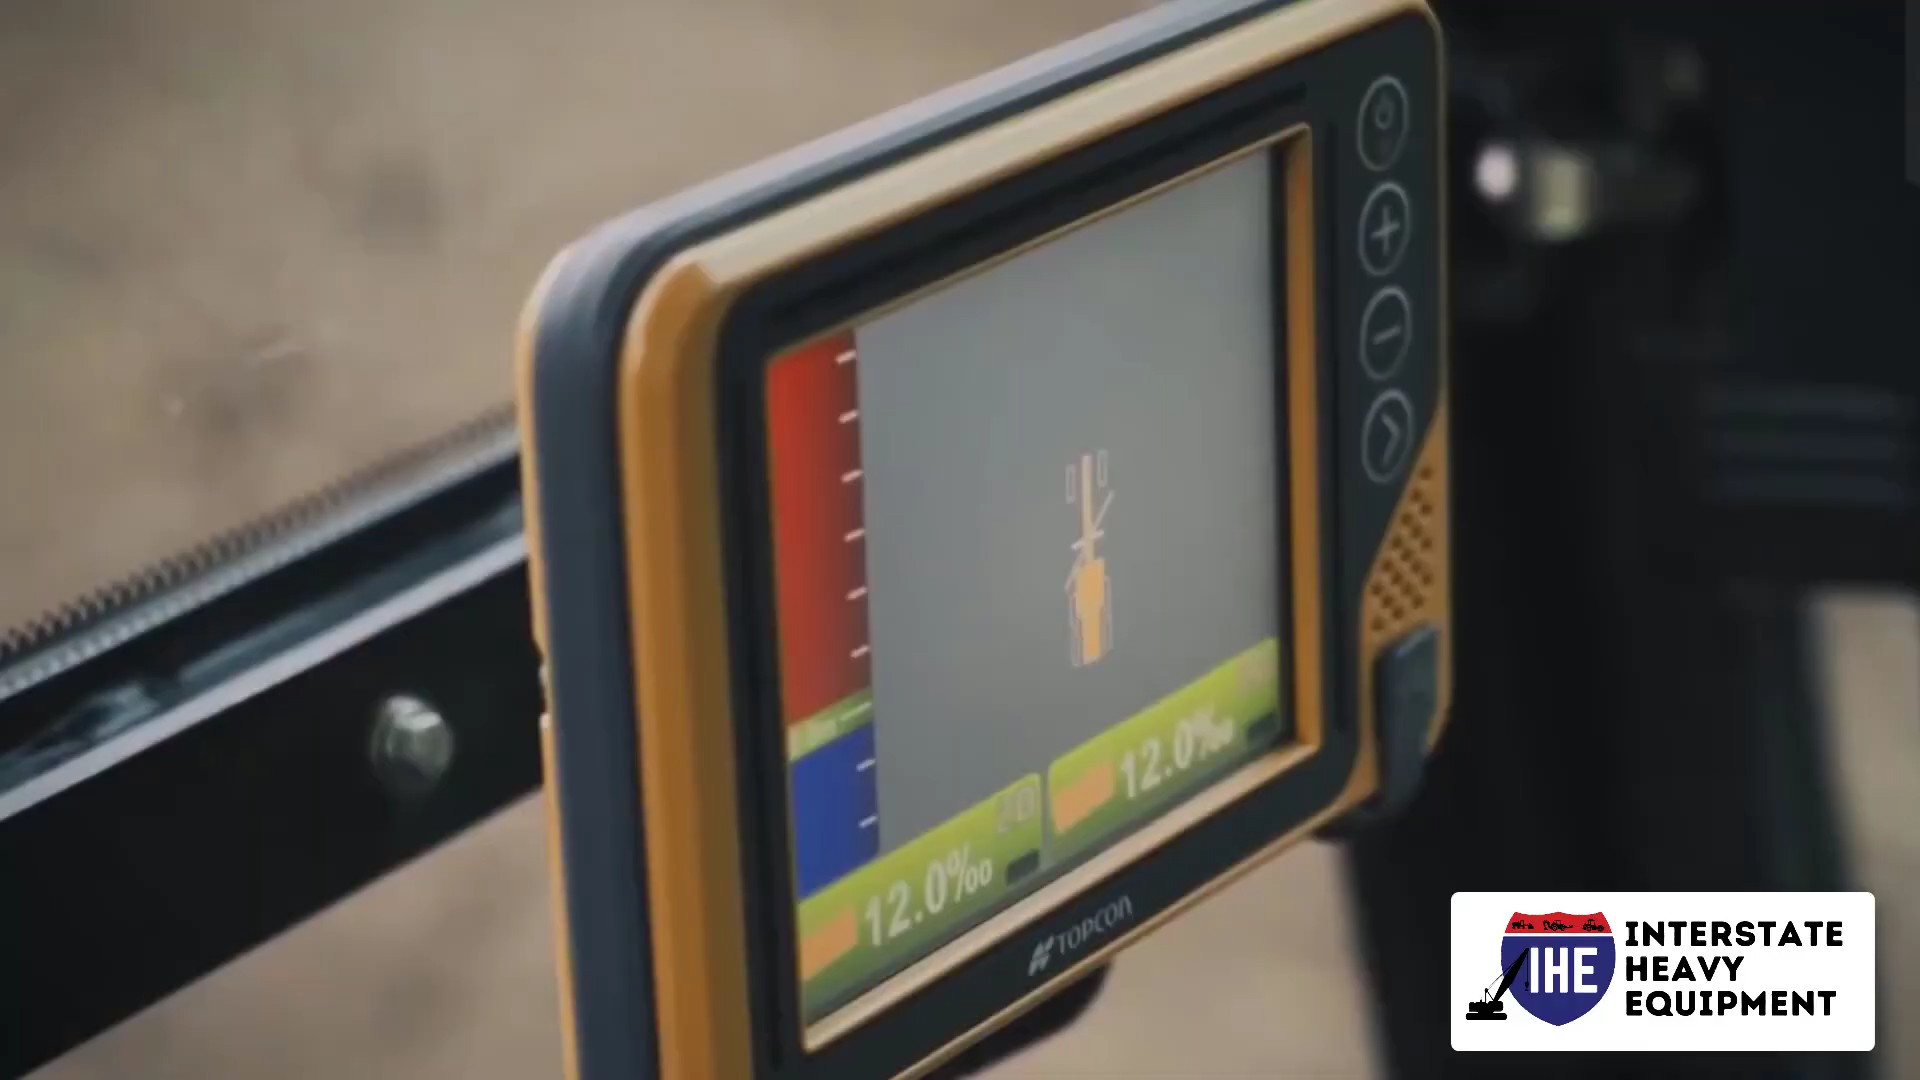 12.0‰
12.0‰
TOPCON
IHE
INTERSTATE
HEAVY
EQUIPMENT